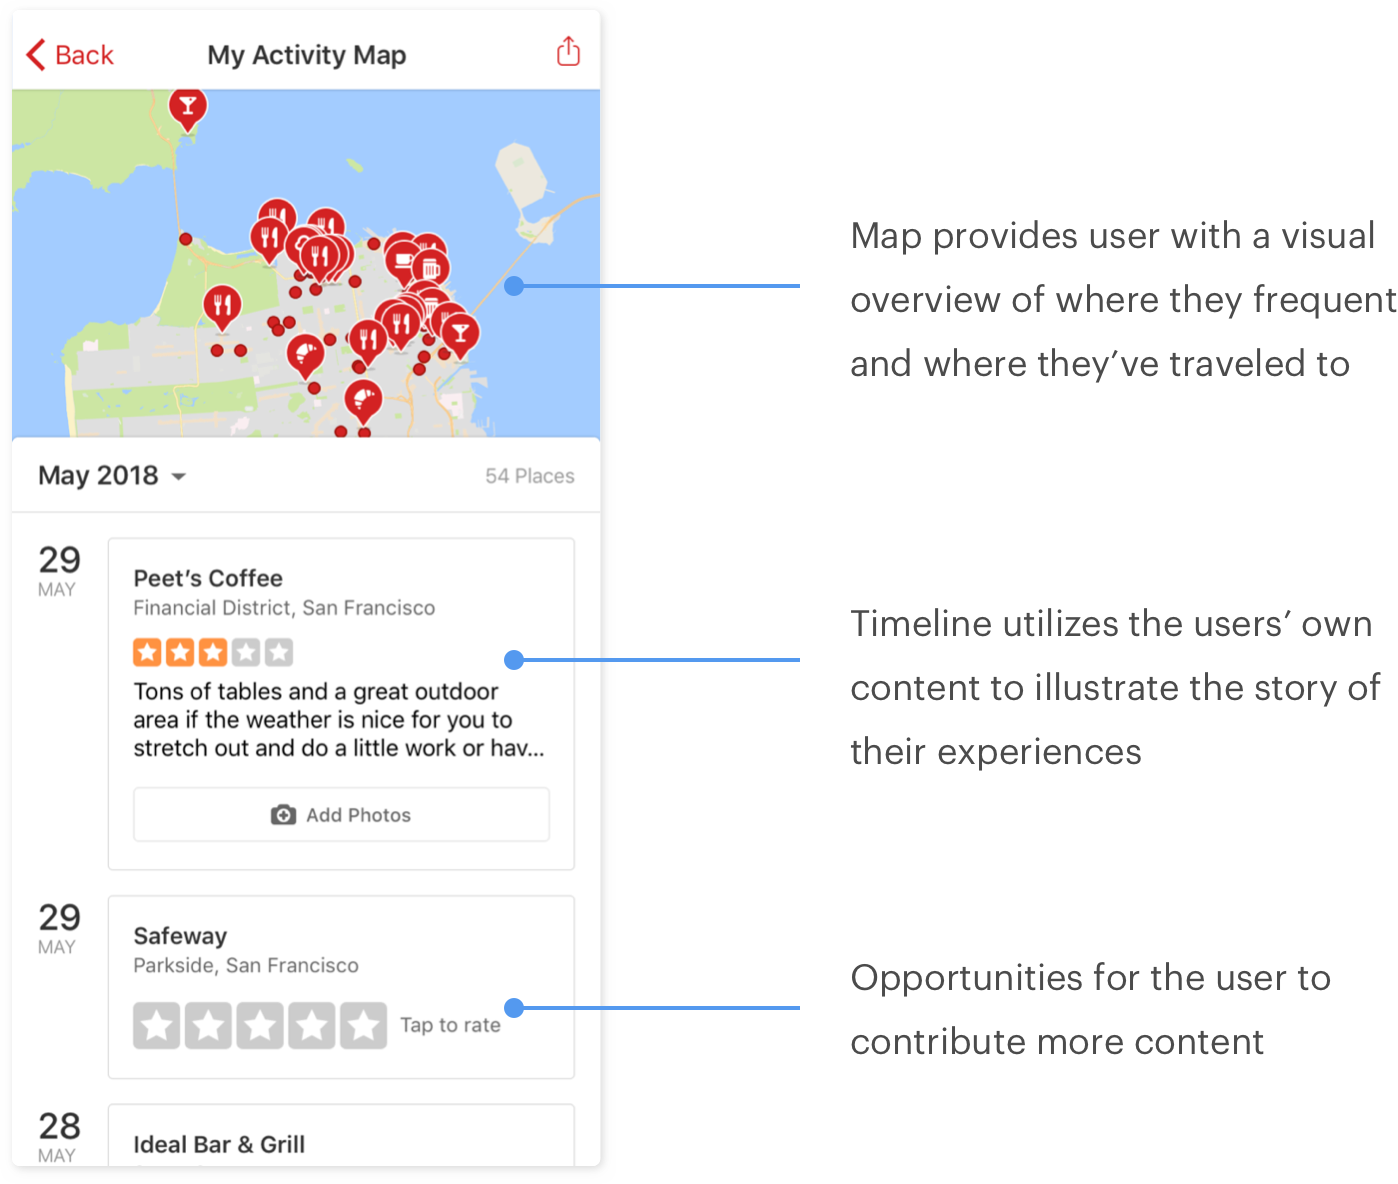 Back
My Activity Map
Map provides user with a visual
overview of where they frequent
and where they’ve traveled to
May 2018
54 Places
29
MAY
Peet’s Coffee
Financial District, San Francisco
Tons of tables and a great outdoor
area if the weather is nice for you to
stretch out and do a little work or hav...
Add Photos
Timeline utilizes the users’ own
content to illustrate the story of
their experiences
29
MAY
Safeway
Parkside, San Francisco
Tap to rate
Opportunities for the user to
contribute more content
28
MAY
Ideal Bar & Grill